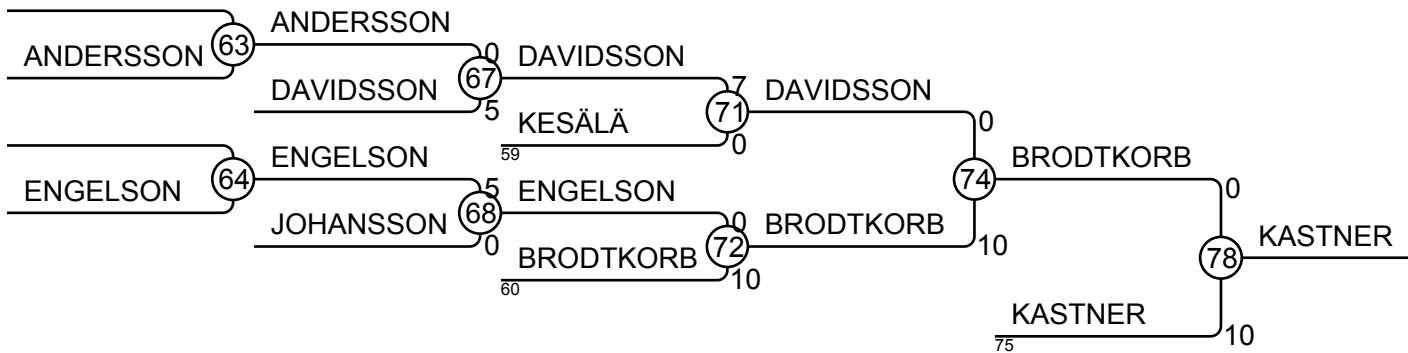 ANDERSSON
63
ANDERSSON
0
67
DAVIDSSON
5
DAVIDSSON
7
71
KESÄLÄ
59
0
DAVIDSSON
0
ENGELSON
64
ENGELSON
5
68
JOHANSSON
0
ENGELSON
0
72
BRODTKORB
60
10
BRODTKORB
10
74
BRODTKORB
0
78
KASTNER
75
10
KASTNER